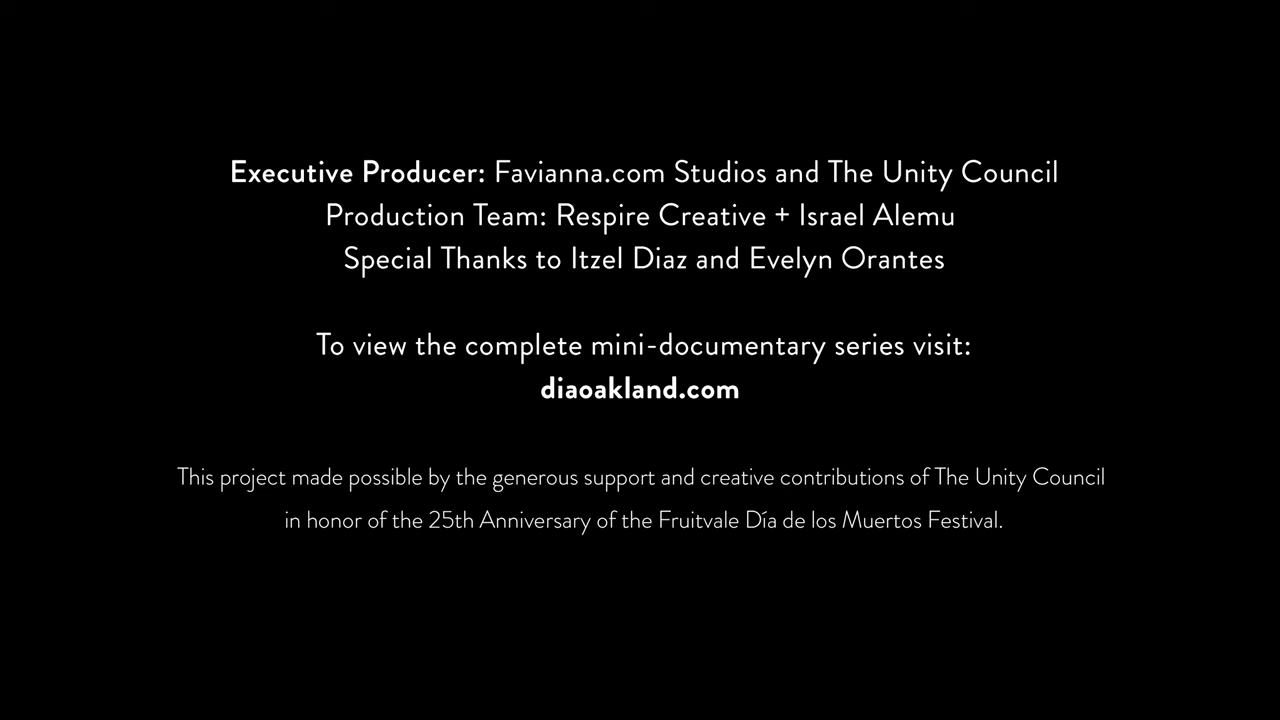 Executive Producer: Favianna.com Studios and The Unity Council
Production Team: Respire Creative + Israel Alemu
Special Thanks to Itzel Diaz and Evelyn Orantes
To view the complete mini-documentary series visit:
diaoakland.com
This project made possible by the generous support and creative contributions of The Unity Council
in honor of the 25th Anniversary of the Fruitvale Día de los Muertos Festival.